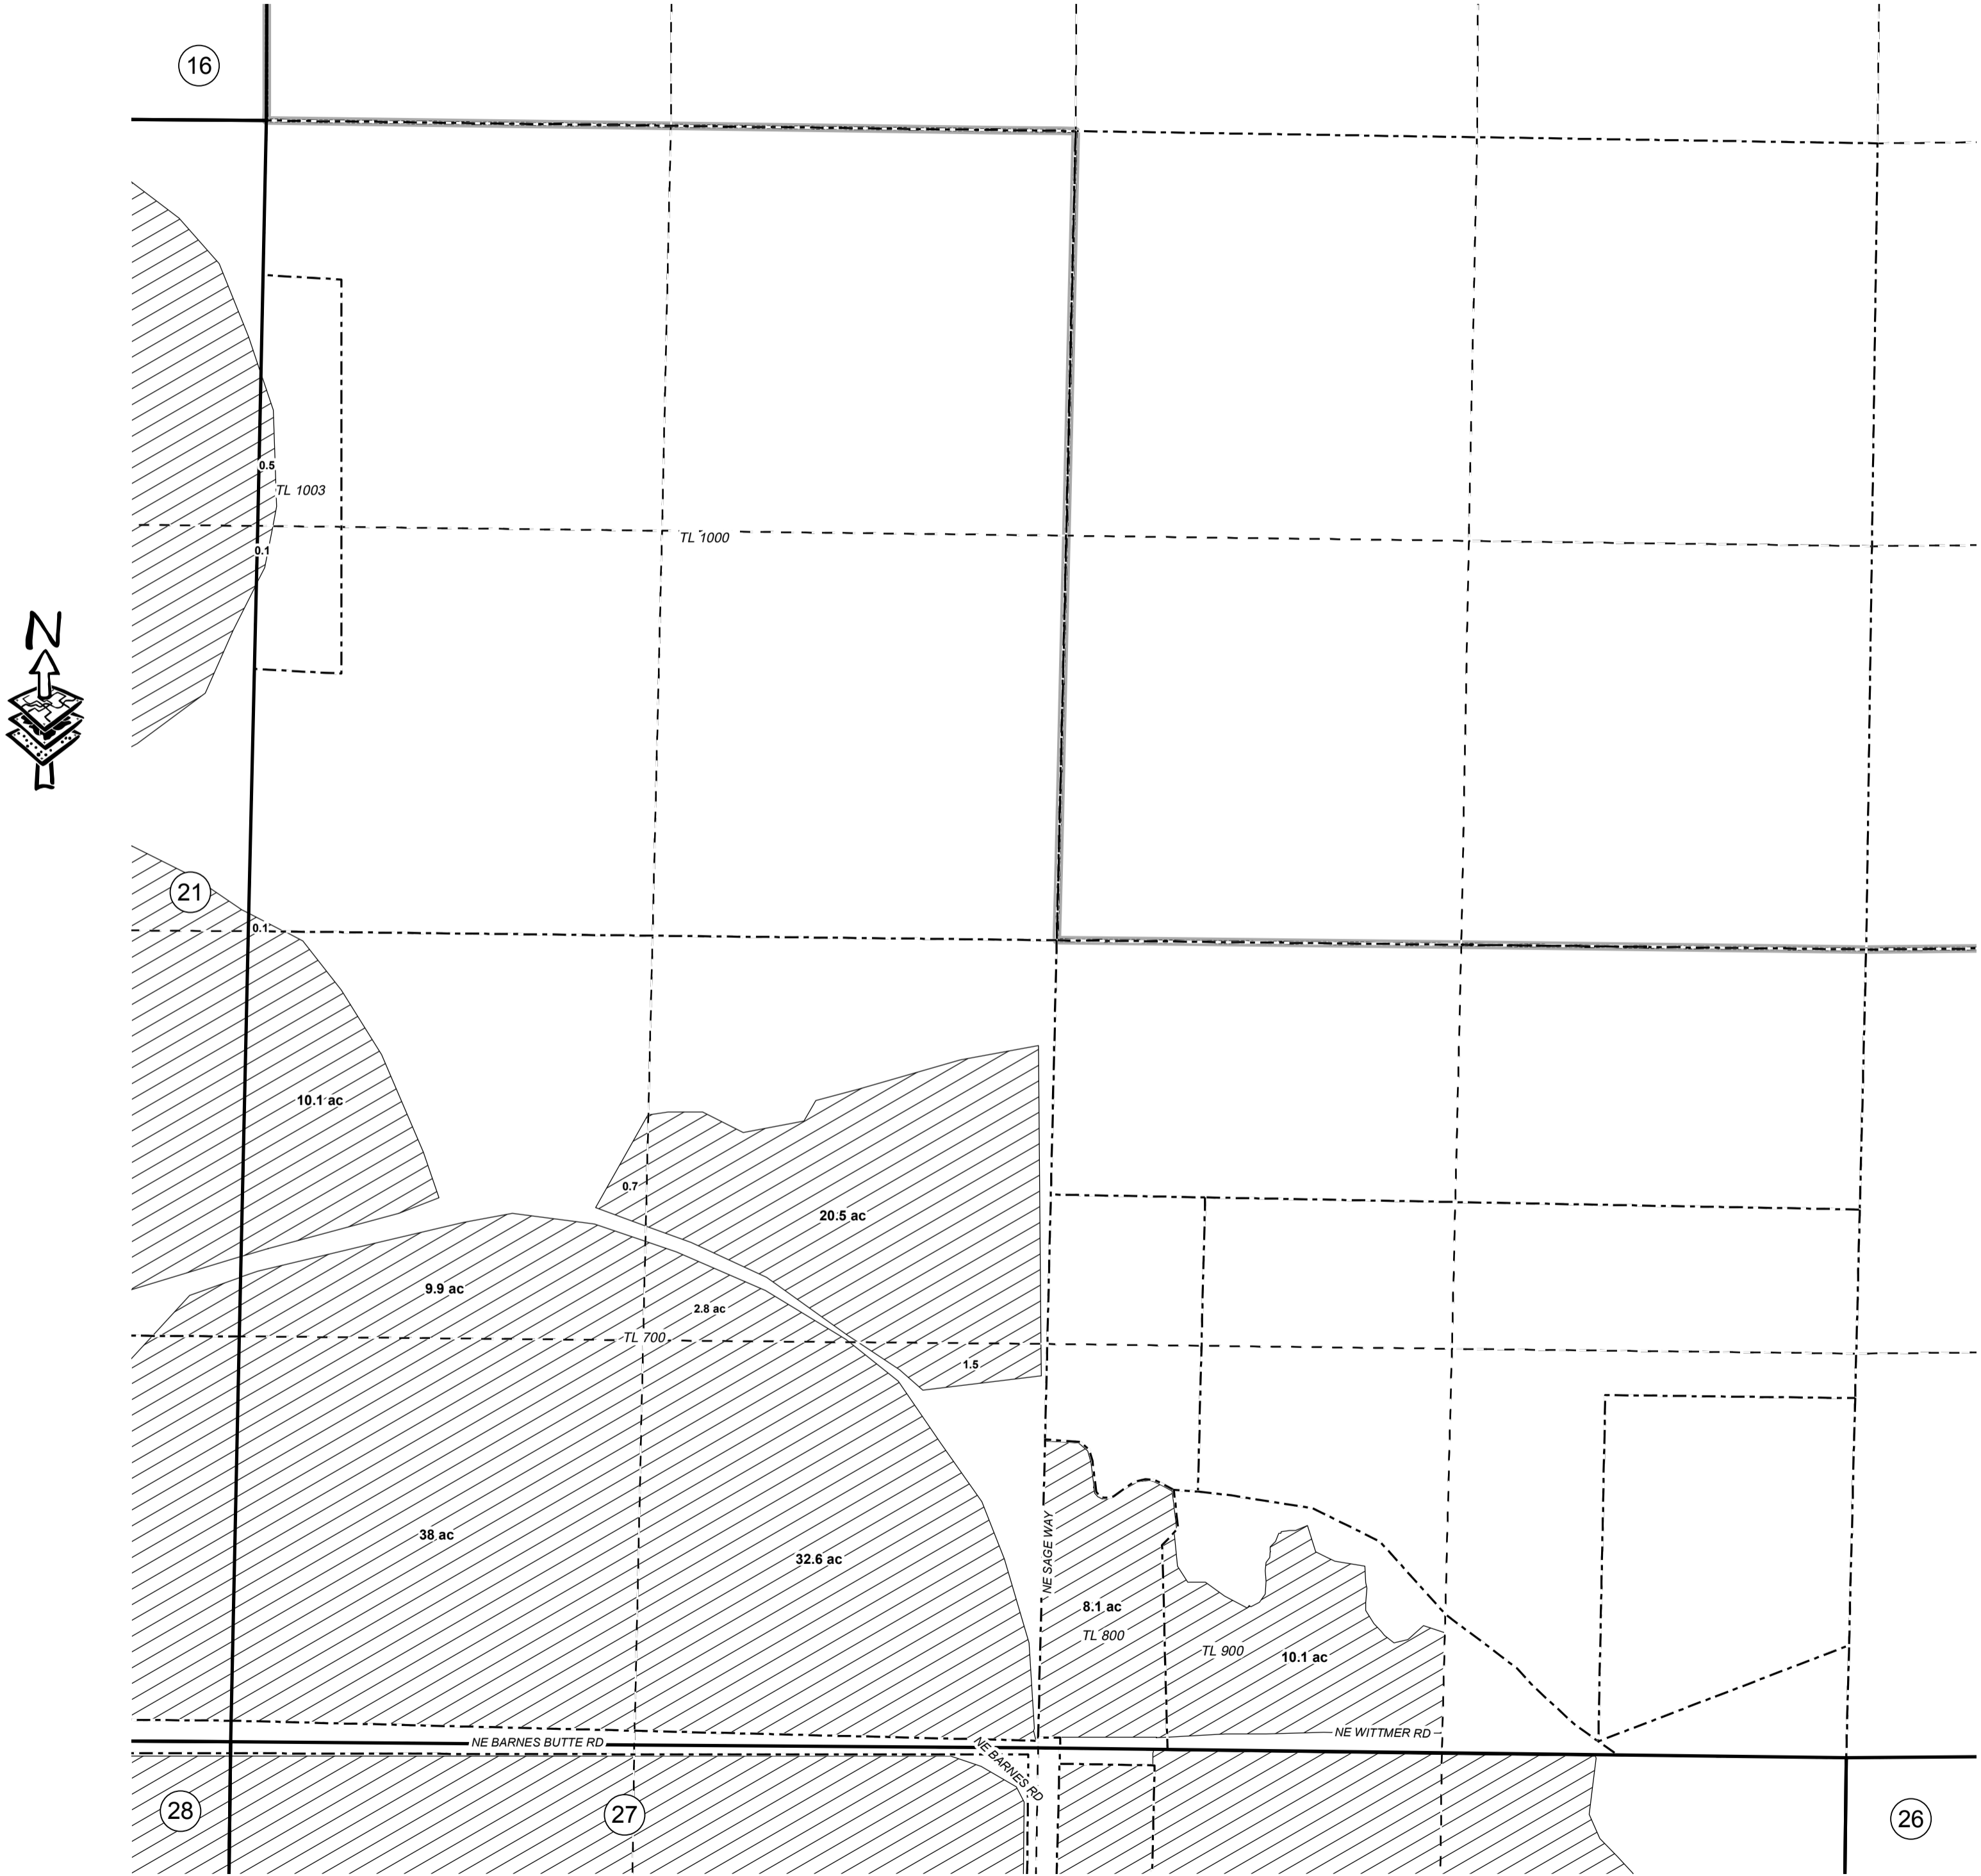 16
0.5
TL 1003
TL 1000
0.1
N
21
0.1
10.1 ac
0.7
20.5 ac
9.9 ac
2.8 ac
TL 700
1.5
38 ac
32.6 ac
NE SAGE WAY
8.1 ac
TL 800
TL 900
10.1 ac
NE WITTMER RD
NE BARNES BUTTE RD
NE BARNES RD
28
27
26